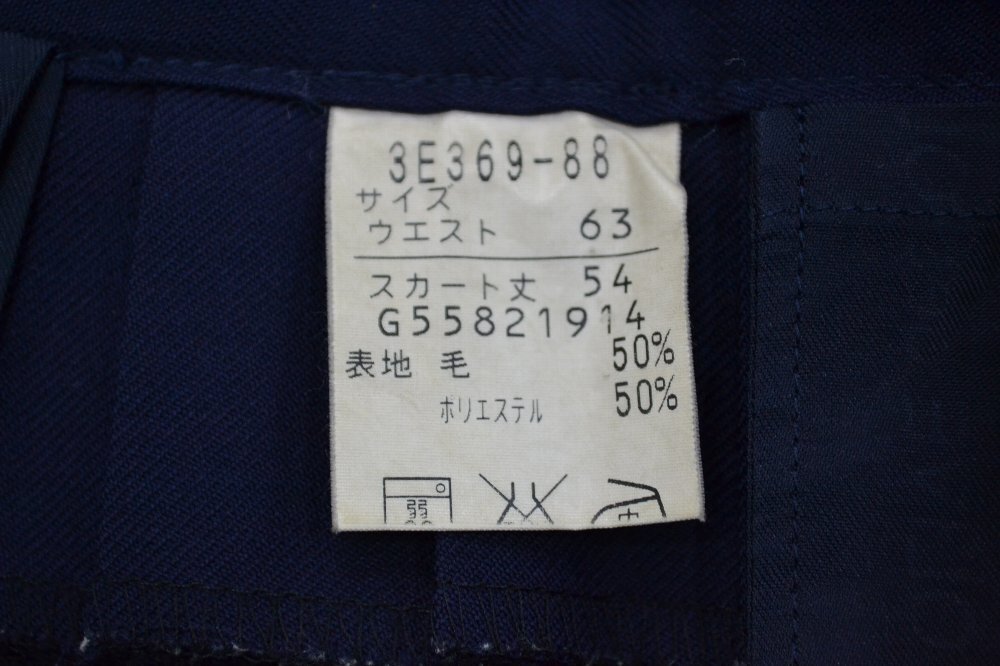 3E369-88
サイズ
ウエスト 63
スカート丈 54
G55821914
表地 毛 50%
ポリエステル 50%
弱